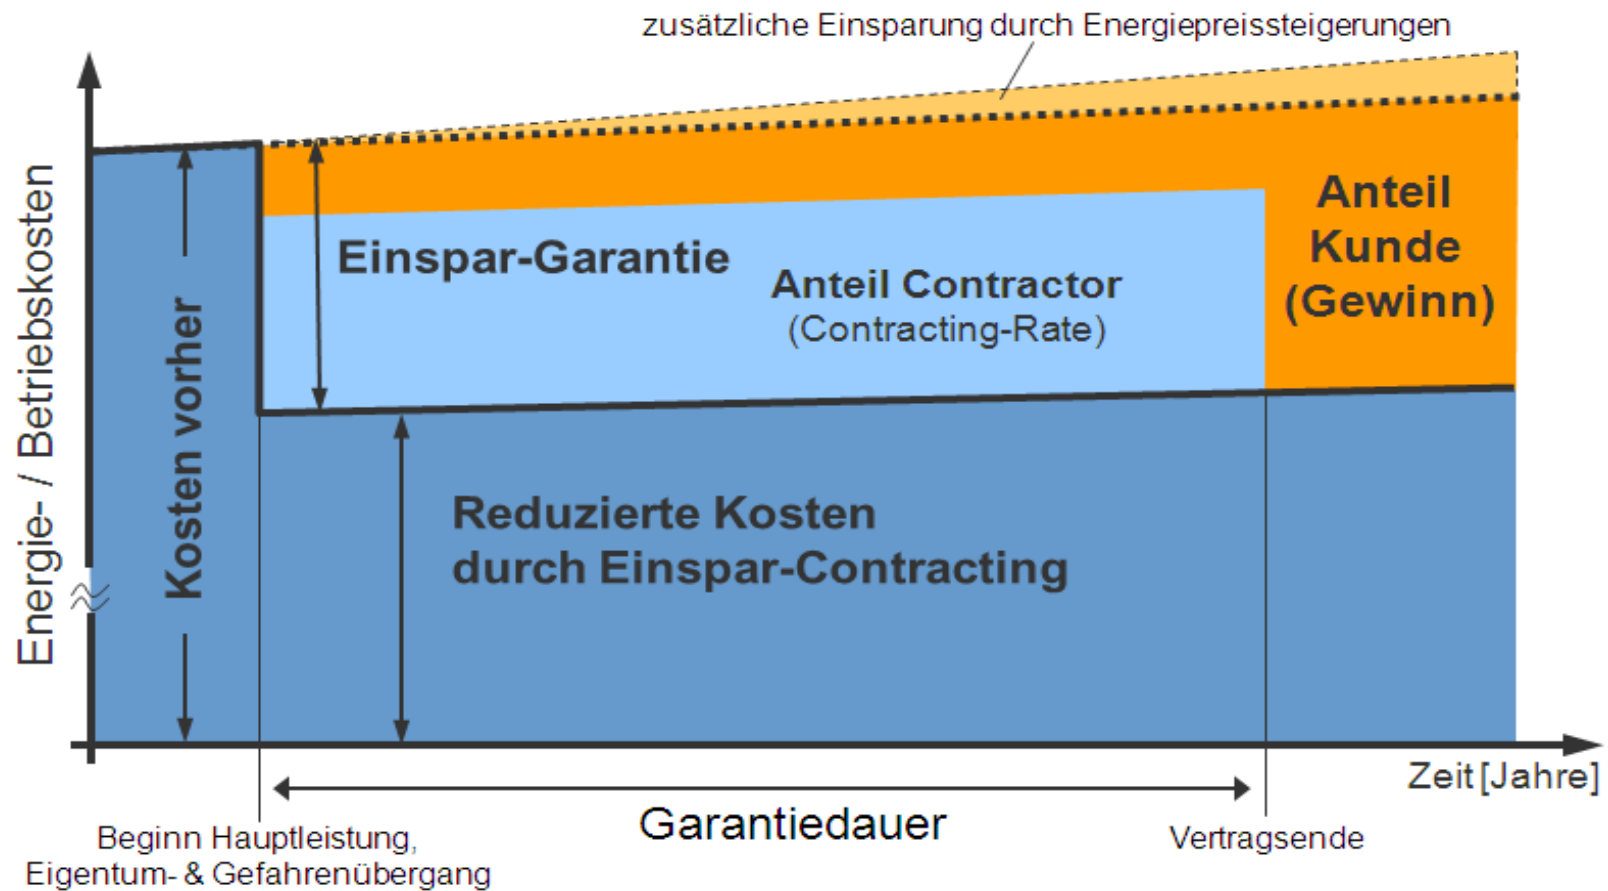 zusätzliche Einsparung durch Energiepreissteigerungen
Energie- / Betriebskosten
Kosten vorher
Einspar-Garantie
Anteil Contractor
(Contracting-Rate)
Anteil
Kunde
(Gewinn)
Reduzierte Kosten
durch Einspar-Contracting
Zeit [Jahre]
Garantiedauer
Beginn Hauptleistung,
Eigentum- & Gefahrenübergang
Vertragsende